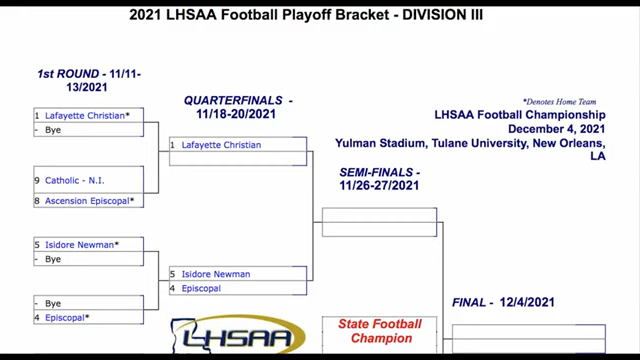 2021 LHSAA Football Playoff Bracket - DIVISION III
1st ROUND - 11/11-
13/2021
1 Lafayette Christian*
- Bye
9 Catholic - N.I.
8 Ascension Episcopal*
5 Isidore Newman*
- Bye
- Bye
4 Episcopal*
QUARTERFINALS -
11/18-20/2021
1 Lafayette Christian
5 Isidore Newman
4 Episcopal
LHSAA
SEMI-FINALS -
11/26-27/2021
State Football
Champion
*Denotes Home Team
LHSAA Football Championship
December 4, 2021
Yulman Stadium, Tulane University, New Orleans,
LA
FINAL - 12/4/2021